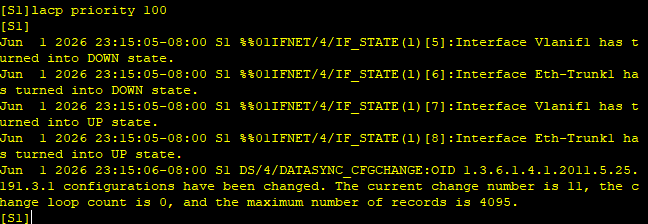 [S1]lacp priority 100
[S1]
Jun  1 2026 23:15:05-08:00 S1 %%01IFNET/4/IF_STATE(l)[5]:Interface Vlanif1 has t
urned into DOWN state.
Jun  1 2026 23:15:05-08:00 S1 %%01IFNET/4/IF_STATE(l)[6]:Interface Eth-Trunk1 ha
s turned into DOWN state.
Jun  1 2026 23:15:05-08:00 S1 %%01IFNET/4/IF_STATE(l)[7]:Interface Vlanif1 has t
urned into UP state.
Jun  1 2026 23:15:05-08:00 S1 %%01IFNET/4/IF_STATE(l)[8]:Interface Eth-Trunk1 ha
s turned into UP state.
Jun  1 2026 23:15:06-08:00 S1 DS/4/DATASYNC_CFGCHANGE:OID 1.3.6.1.4.1.2011.5.25.
191.3.1 configurations have been changed. The current change number is 11, the c
hange loop count is 0, and the maximum number of records is 4095.
[S1]